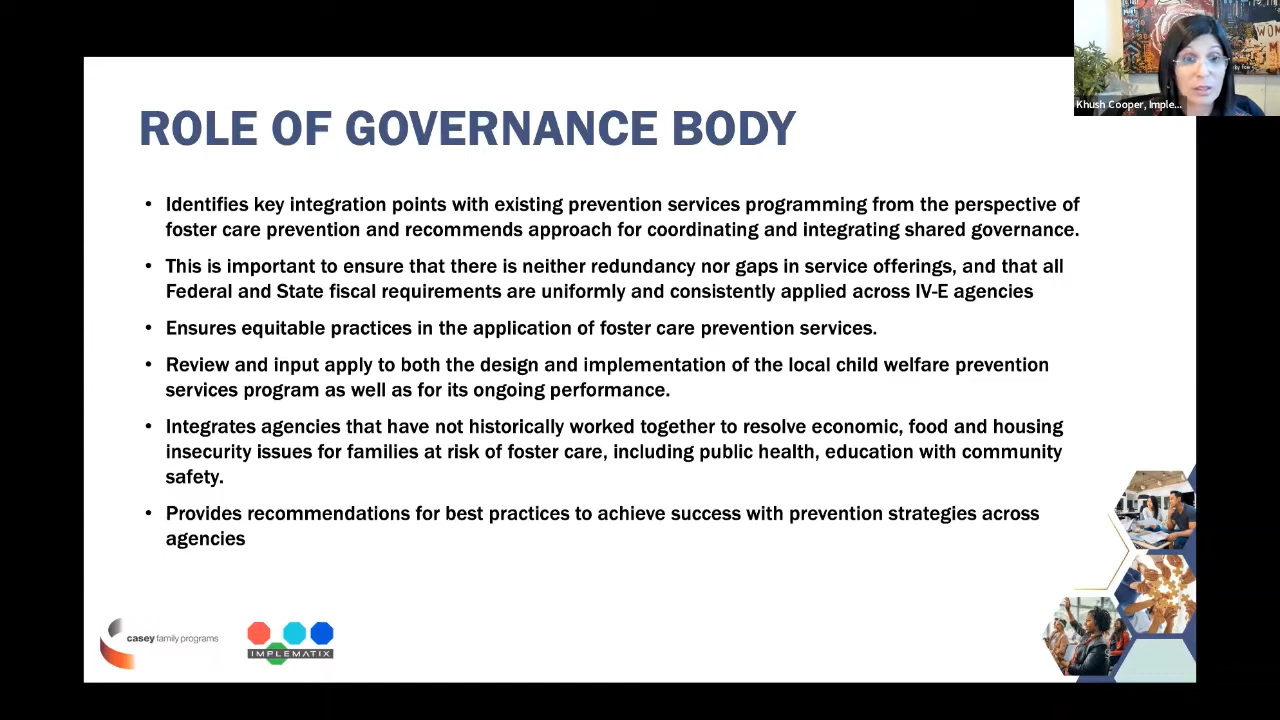 Khush Cooper, Imple...
ROLE OF GOVERNANCE BODY
• Identifies key integration points with existing prevention services programming from the perspective of
foster care prevention and recommends approach for coordinating and integrating shared governance.
• This is important to ensure that there is neither redundancy nor gaps in service offerings, and that all
Federal and State fiscal requirements are uniformly and consistently applied across IV-E agencies
• Ensures equitable practices in the application of foster care prevention services.
• Review and input apply to both the design and implementation of the local child welfare prevention
services program as well as for its ongoing performance.
• Integrates agencies that have not historically worked together to resolve economic, food and housing
insecurity issues for families at risk of foster care, including public health, education with community
safety.
• Provides recommendations for best practices to achieve success with prevention strategies across
agencies
casey family programs
IMPLEMATIX